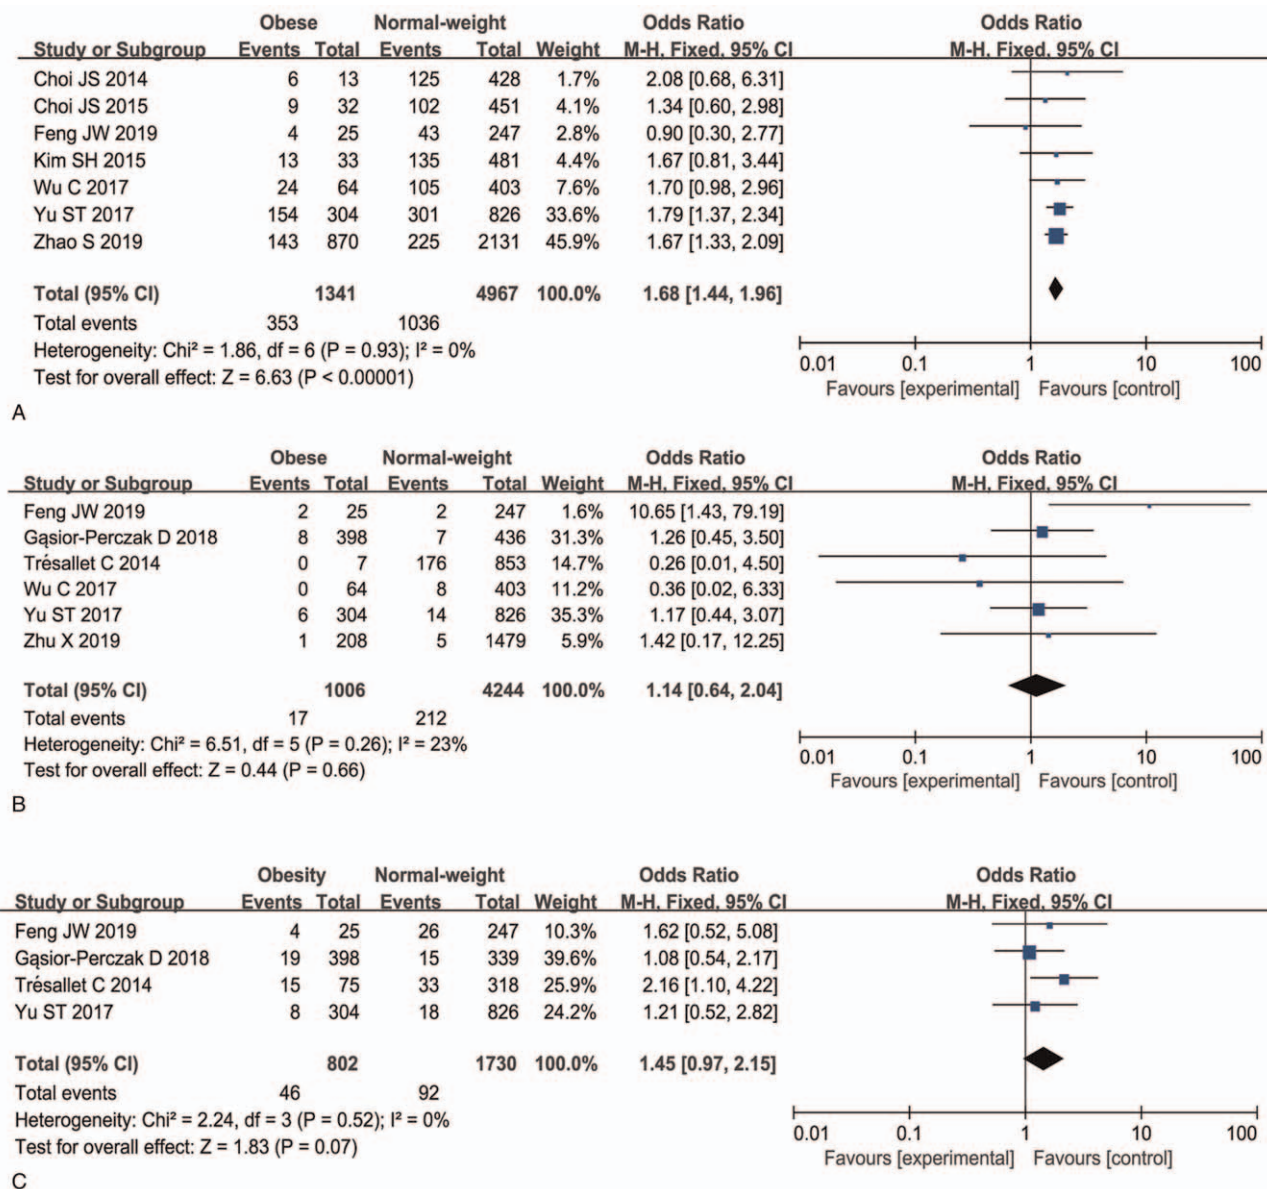 Obese Normal-weight Odds Ratio Odds Ratio
Study or Subgroup Events Total Events Total Weight M-H, Fixed, 95% CI M-H, Fixed, 95% CI
Choi JS 2014 6 13 125 428 1.7% 2.08 [0.68, 6.31]
Choi JS 2015 9 32 102 451 4.1% 1.34 [0.60, 2.98]
Feng JW 2019 4 25 43 247 2.8% 0.90 [0.30, 2.77]
Kim SH 2015 13 33 135 481 4.4% 1.67 [0.81, 3.44]
Wu C 2017 24 64 105 403 7.6% 1.70 [0.98, 2.96]
Yu ST 2017 154 304 301 826 33.6% 1.79 [1.37, 2.34]
Zhao S 2019 143 870 225 2131 45.9% 1.67 [1.33, 2.09]
Total (95% CI) 1341 4967 100.0% 1.68 [1.44, 1.96]
Total events 353 1036
Heterogeneity: Chi² = 1.86, df = 6 (P = 0.93); I² = 0%
Test for overall effect: Z = 6.63 (P < 0.00001)
0.01 0.1 1 10 100
Favours [experimental] Favours [control]
A
Obese Normal-weight Odds Ratio Odds Ratio
Study or Subgroup Events Total Events Total Weight M-H, Fixed, 95% CI M-H, Fixed, 95% CI
Feng JW 2019 2 25 2 247 1.6% 10.65 [1.43, 79.19]
Gąsior-Perczak D 2018 8 398 7 436 31.3% 1.26 [0.45, 3.50]
Trésallet C 2014 0 7 176 853 14.7% 0.26 [0.01, 4.50]
Wu C 2017 0 64 8 403 11.2% 0.36 [0.02, 6.33]
Yu ST 2017 6 304 14 826 35.3% 1.17 [0.44, 3.07]
Zhu X 2019 1 208 5 1479 5.9% 1.42 [0.17, 12.25]
Total (95% CI) 1006 4244 100.0% 1.14 [0.64, 2.04]
Total events 17 212
Heterogeneity: Chi² = 6.51, df = 5 (P = 0.26); I² = 23%
Test for overall effect: Z = 0.44 (P = 0.66)
0.01 0.1 1 10 100
Favours [experimental] Favours [control]
B
Obesity Normal-weight Odds Ratio Odds Ratio
Study or Subgroup Events Total Events Total Weight M-H, Fixed, 95% CI M-H, Fixed, 95% CI
Feng JW 2019 4 25 26 247 10.3% 1.62 [0.52, 5.08]
Gąsior-Perczak D 2018 19 398 15 339 39.6% 1.08 [0.54, 2.17]
Trésallet C 2014 15 75 33 318 25.9% 2.16 [1.10, 4.22]
Yu ST 2017 8 304 18 826 24.2% 1.21 [0.52, 2.82]
Total (95% CI) 802 1730 100.0% 1.45 [0.97, 2.15]
Total events 46 92
Heterogeneity: Chi² = 2.24, df = 3 (P = 0.52); I² = 0%
Test for overall effect: Z = 1.83 (P = 0.07)
0.01 0.1 1 10 100
Favours [experimental] Favours [control]
C